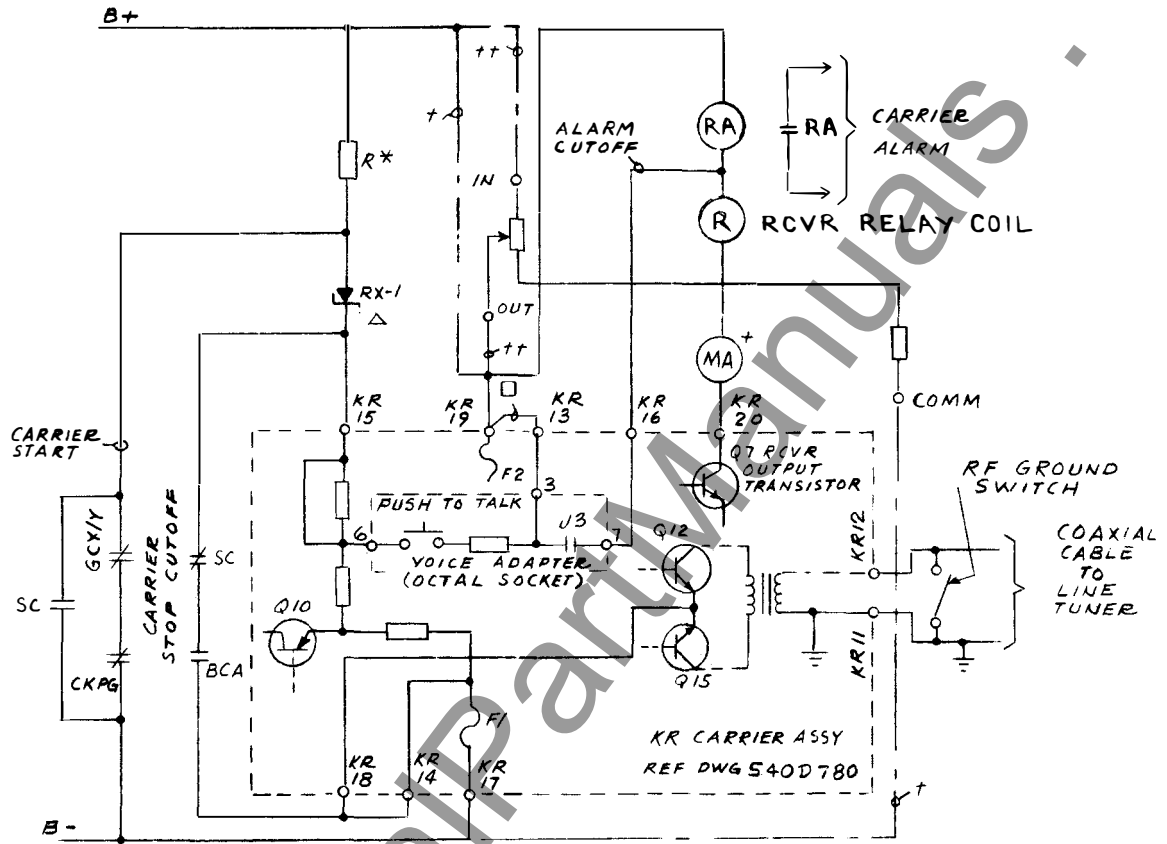 B+
++
+
R*
IN
ALARM
CUTOFF
RA
RA
CARRIER
ALARM
R
RCVR RELAY COIL
RX-1
△
OUT
++
+
MA
COMM
KR
15
KR
19
KR
13
KR
16
KR
20
CARRIER
START
F2
Q7 RCVR
OUTPUT
TRANSISTOR
RF GROUND
SWITCH
3
PUSH TO TALK
J3
6
7
VOICE ADAPTER
(OCTAL SOCKET)
Q12
KR12
COAXIAL
CABLE
TO
LINE
TUNER
SC
GCX/Y
CARRIER
STOP CUTOFF
SC
Q10
CKPG
BCA
Q15
KR11
F1
KR
18
KR
14
KR
17
KR CARRIER ASSY
REF DWG 540D780
+
B-
alPartManuals.